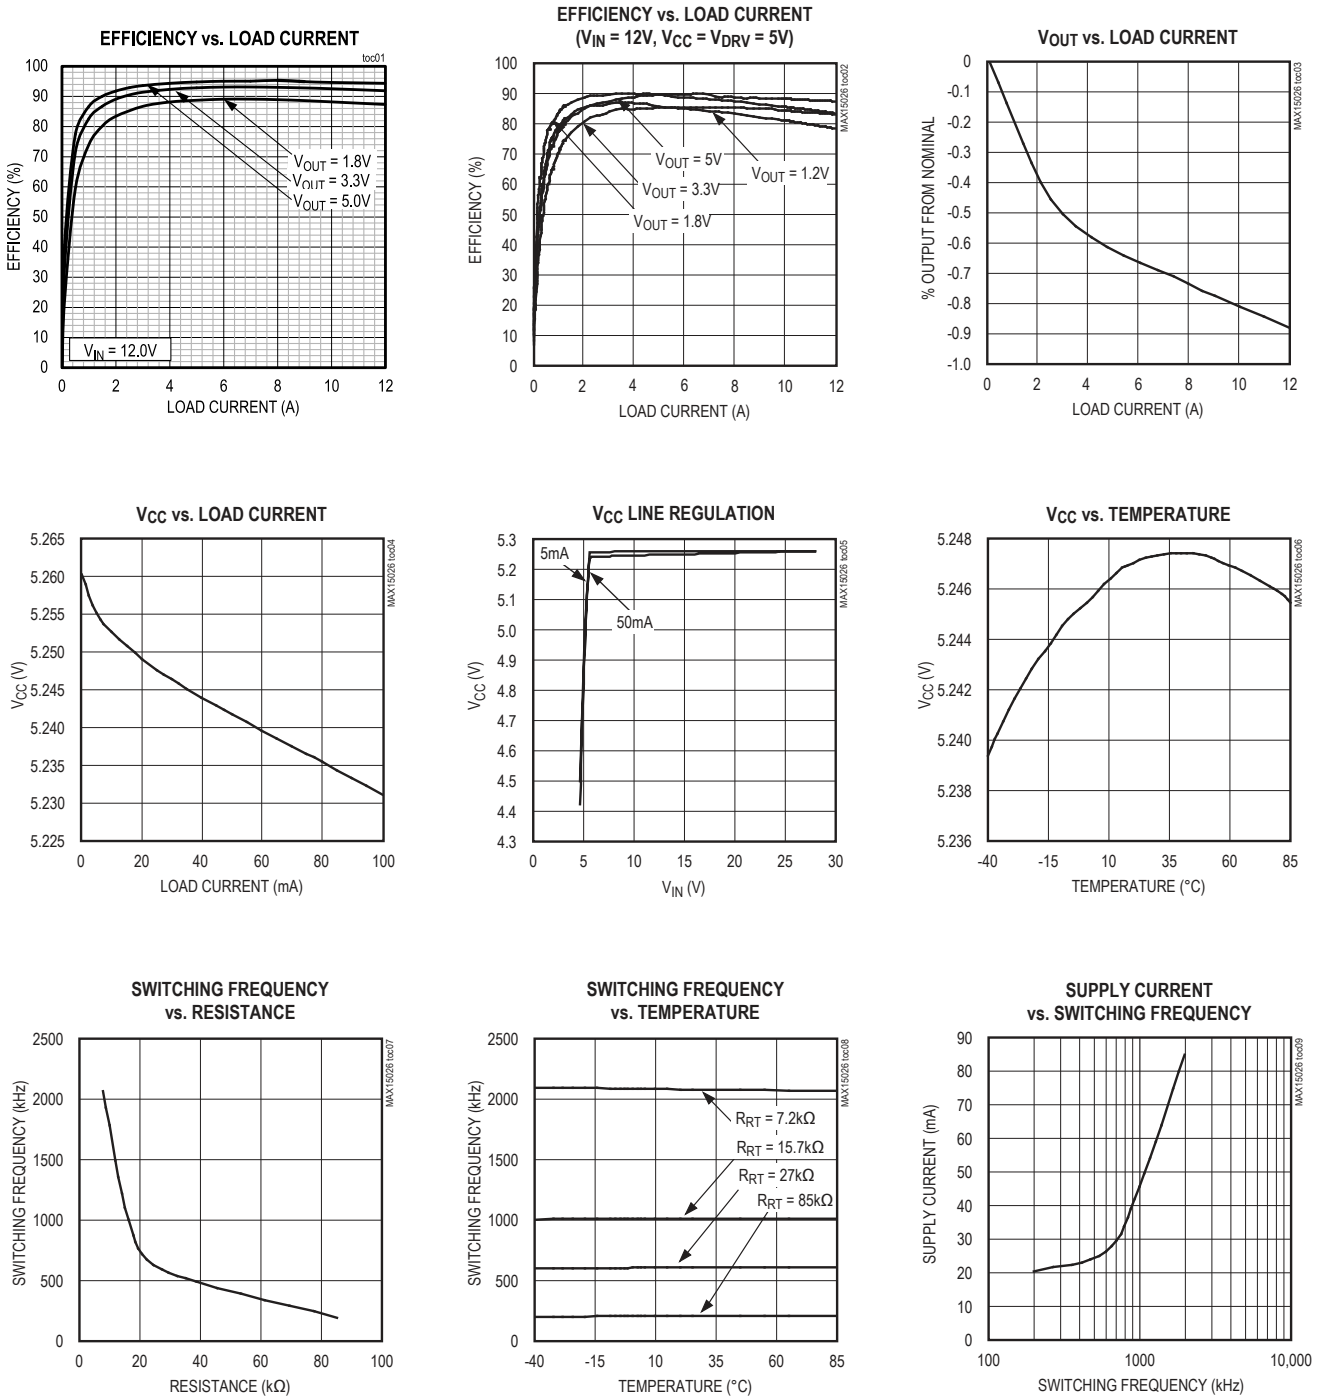 EFFICIENCY vs. LOAD CURRENT
toc01
100
90
80
70
60
50
40
30
20
10
0
EFFICIENCY (%)
VOUT = 1.8V
VOUT = 3.3V
VOUT = 5.0V
VIN = 12.0V
0 2 4 6 8 10 12
LOAD CURRENT (A)
EFFICIENCY vs. LOAD CURRENT
(VIN = 12V, VCC = VDRV = 5V)
MAX15026 toc02
100
90
80
70
60
50
40
30
20
10
0
EFFICIENCY (%)
VOUT = 5V
VOUT = 1.2V
VOUT = 3.3V
VOUT = 1.8V
0 2 4 6 8 10 12
LOAD CURRENT (A)
VOUT vs. LOAD CURRENT
MAX15026 toc03
0
-0.1
-0.2
-0.3
-0.4
-0.5
-0.6
-0.7
-0.8
-0.9
-1.0
% OUTPUT FROM NOMINAL
0 2 4 6 8 10 12
LOAD CURRENT (A)
VCC vs. LOAD CURRENT
MAX15026 toc04
5.265
5.260
5.255
5.250
5.245
5.240
5.235
5.230
5.225
VCC (V)
0 20 40 60 80 100
LOAD CURRENT (mA)
VCC LINE REGULATION
MAX15026 toc05
5.3
5.2
5.1
5.0
4.9
4.8
4.7
4.6
4.5
4.4
4.3
VCC (V)
5mA
50mA
0 5 10 15 20 25 30
VIN (V)
VCC vs. TEMPERATURE
MAX15026 toc06
5.248
5.246
5.244
5.242
5.240
5.238
5.236
VCC (V)
-40 -15 10 35 60 85
TEMPERATURE (°C)
SWITCHING FREQUENCY
vs. RESISTANCE
MAX15026 toc07
2500
2000
1500
1000
500
0
SWITCHING FREQUENCY (kHz)
0 20 40 60 80 100
RESISTANCE (kΩ)
SWITCHING FREQUENCY
vs. TEMPERATURE
MAX15026 toc08
2500
2000
1500
1000
500
0
SWITCHING FREQUENCY (kHz)
RRT = 7.2kΩ
RRT = 15.7kΩ
RRT = 27kΩ
RRT = 85kΩ
-40 -15 10 35 60 85
TEMPERATURE (°C)
SUPPLY CURRENT
vs. SWITCHING FREQUENCY
MAX15026 toc09
90
80
70
60
50
40
30
20
10
0
SUPPLY CURRENT (mA)
100 1000 10,000
SWITCHING FREQUENCY (kHz)